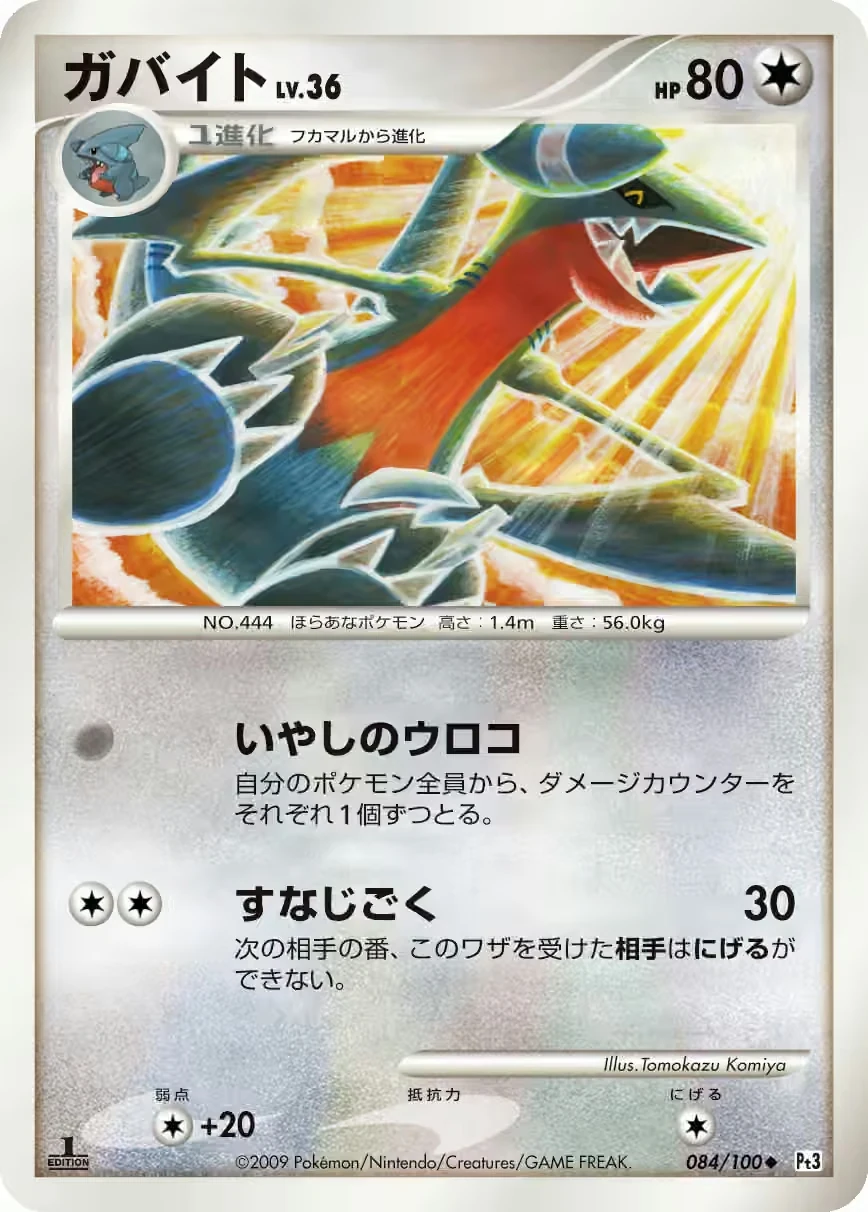 ガバイト LV.36 HP 80
1進化 フカマルから進化
NO.444 ほらあなポケモン 高さ:1.4m 重さ:56.0kg
いやしのウロコ
自分のポケモン全員から、ダメージカウンターを
それぞれ1個ずつとる。
すなじごく 30
次の相手の番、このワザを受けた相手はにげるが
できない。
Illus.Tomokazu Komiya
弱点 抵抗力 にげる
+20
1 EDITION ©2009 Pokémon/Nintendo/Creatures/GAME FREAK. 084/100 Pt3